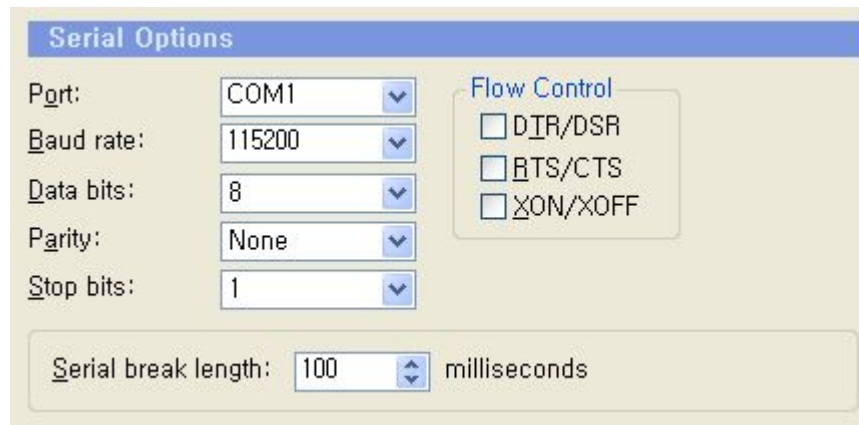 Serial Options
Port: COM1
Baud rate: 115200
Data bits: 8
Parity: None
Stop bits: 1
Flow Control
DTR/DSR
RTS/CTS
XON/XOFF
Serial break length: 100 milliseconds